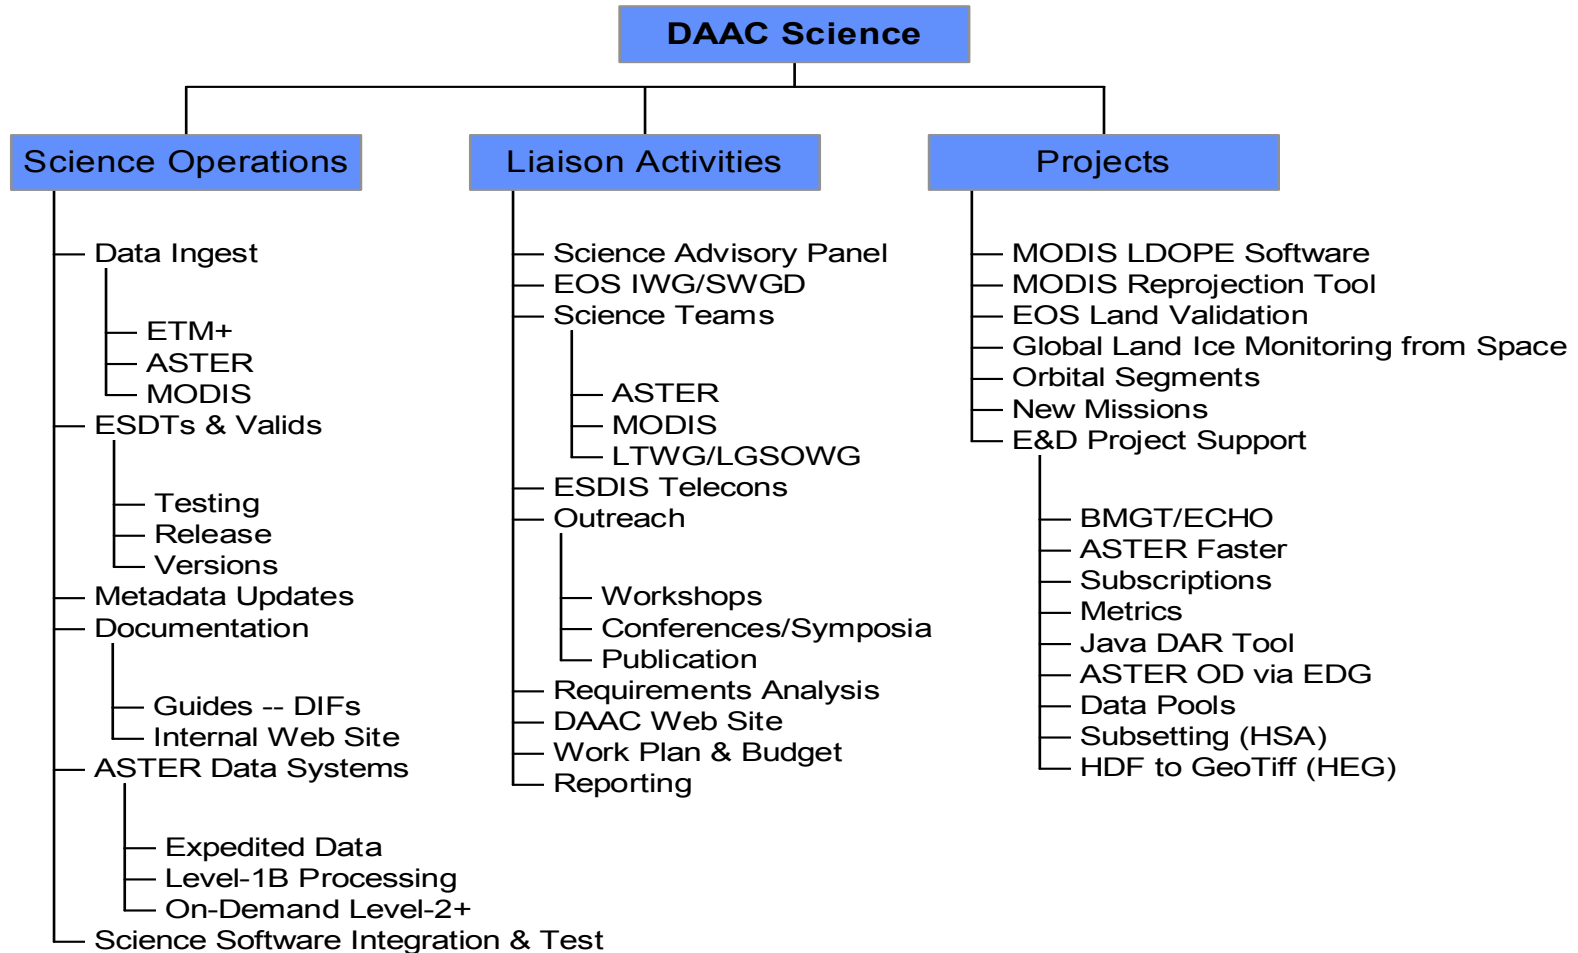 DAAC Science
Science Operations
Data Ingest
ETM+
ASTER
MODIS
ESDTs & Valids
Testing
Release
Versions
Metadata Updates
Documentation
Guides -- DIFs
Internal Web Site
ASTER Data Systems
Expedited Data
Level-1B Processing
On-Demand Level-2+
Science Software Integration & Test
Liaison Activities
Science Advisory Panel
EOS IWG/SWGD
Science Teams
ASTER
MODIS
LTWG/LGSOWG
ESDIS Telecons
Outreach
Workshops
Conferences/Symposia
Publication
Requirements Analysis
DAAC Web Site
Work Plan & Budget
Reporting
Projects
MODIS LDOPE Software
MODIS Reprojection Tool
EOS Land Validation
Global Land Ice Monitoring from Space
Orbital Segments
New Missions
E&D Project Support
BMGT/ECHO
ASTER Faster
Subscriptions
Metrics
Java DAR Tool
ASTER OD via EDG
Data Pools
Subsetting (HSA)
HDF to GeoTiff (HEG)